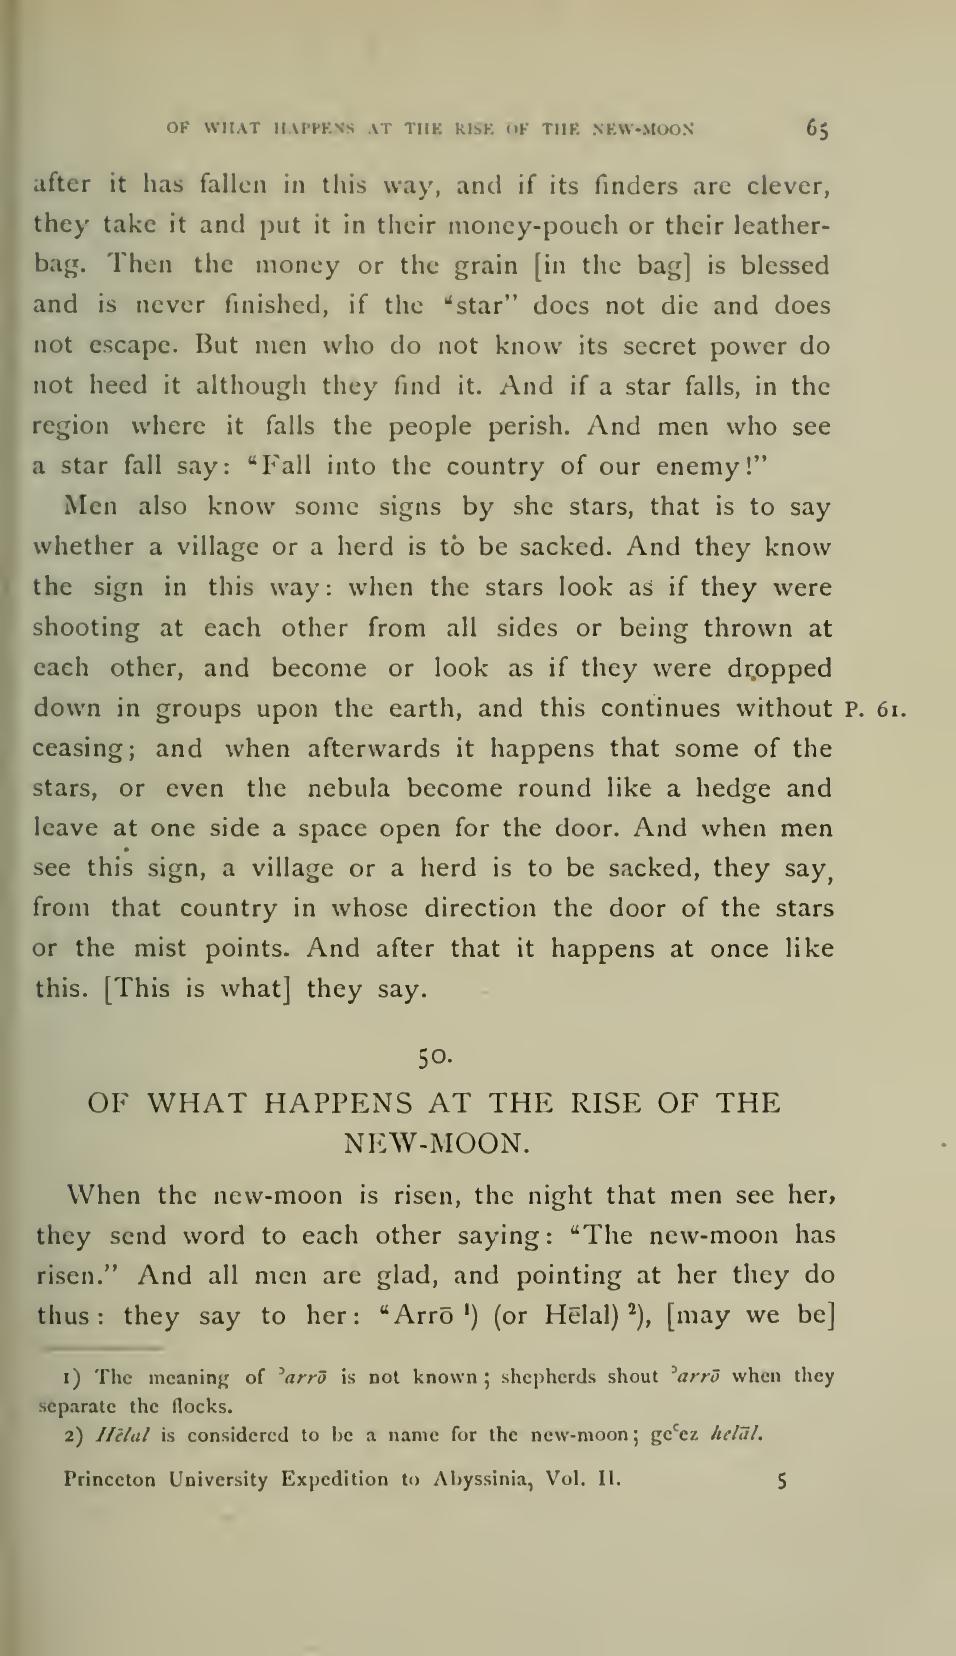 OF WHAT HAPPENS AT THE RISE OF THE NEW-MOON 65
after it has fallen in this way, and if its finders are clever,
they take it and put it in their money-pouch or their leather-
bag. Then the money or the grain [in the bag] is blessed
and is never finished, if the “star” does not die and does
not escape. But men who do not know its secret power do
not heed it although they find it. And if a star falls, in the
region where it falls the people perish. And men who see
a star fall say: “Fall into the country of our enemy!”
Men also know some signs by she stars, that is to say
whether a village or a herd is to be sacked. And they know
the sign in this way: when the stars look as if they were
shooting at each other from all sides or being thrown at
each other, and become or look as if they were dropped
down in groups upon the earth, and this continues without P. 61.
ceasing; and when afterwards it happens that some of the
stars, or even the nebula become round like a hedge and
leave at one side a space open for the door. And when men
see this sign, a village or a herd is to be sacked, they say,
from that country in whose direction the door of the stars
or the mist points. And after that it happens at once like
this. [This is what] they say.
50.
OF WHAT HAPPENS AT THE RISE OF THE
NEW-MOON.
When the new-moon is risen, the night that men see her,
they send word to each other saying: “The new-moon has
risen.” And all men are glad, and pointing at her they do
thus: they say to her: “Arrō ¹) (or Hēlal) ²), [may we be]
1) The meaning of ʾarrō is not known; shepherds shout ʾarrō when they
separate the flocks.
2) Hēlal is considered to be a name for the new-moon; geʿez helāl.
Princeton University Expedition to Abyssinia, Vol. II. 5